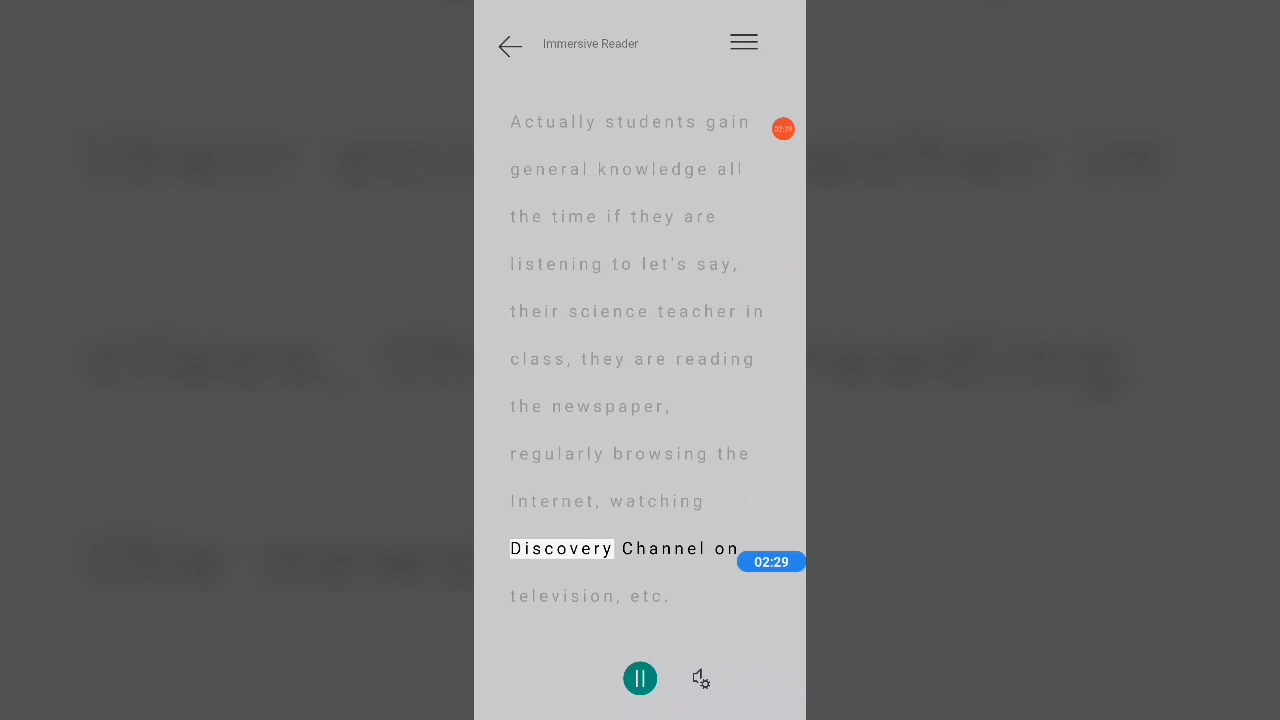 Immersive Reader
Actually students gain
02:29
general knowledge all
the time if they are
listening to let's say,
their science teacher in
class, they are reading
the newspaper,
regularly browsing the
Internet, watching
Discovery Channel on
02:29
television, etc.